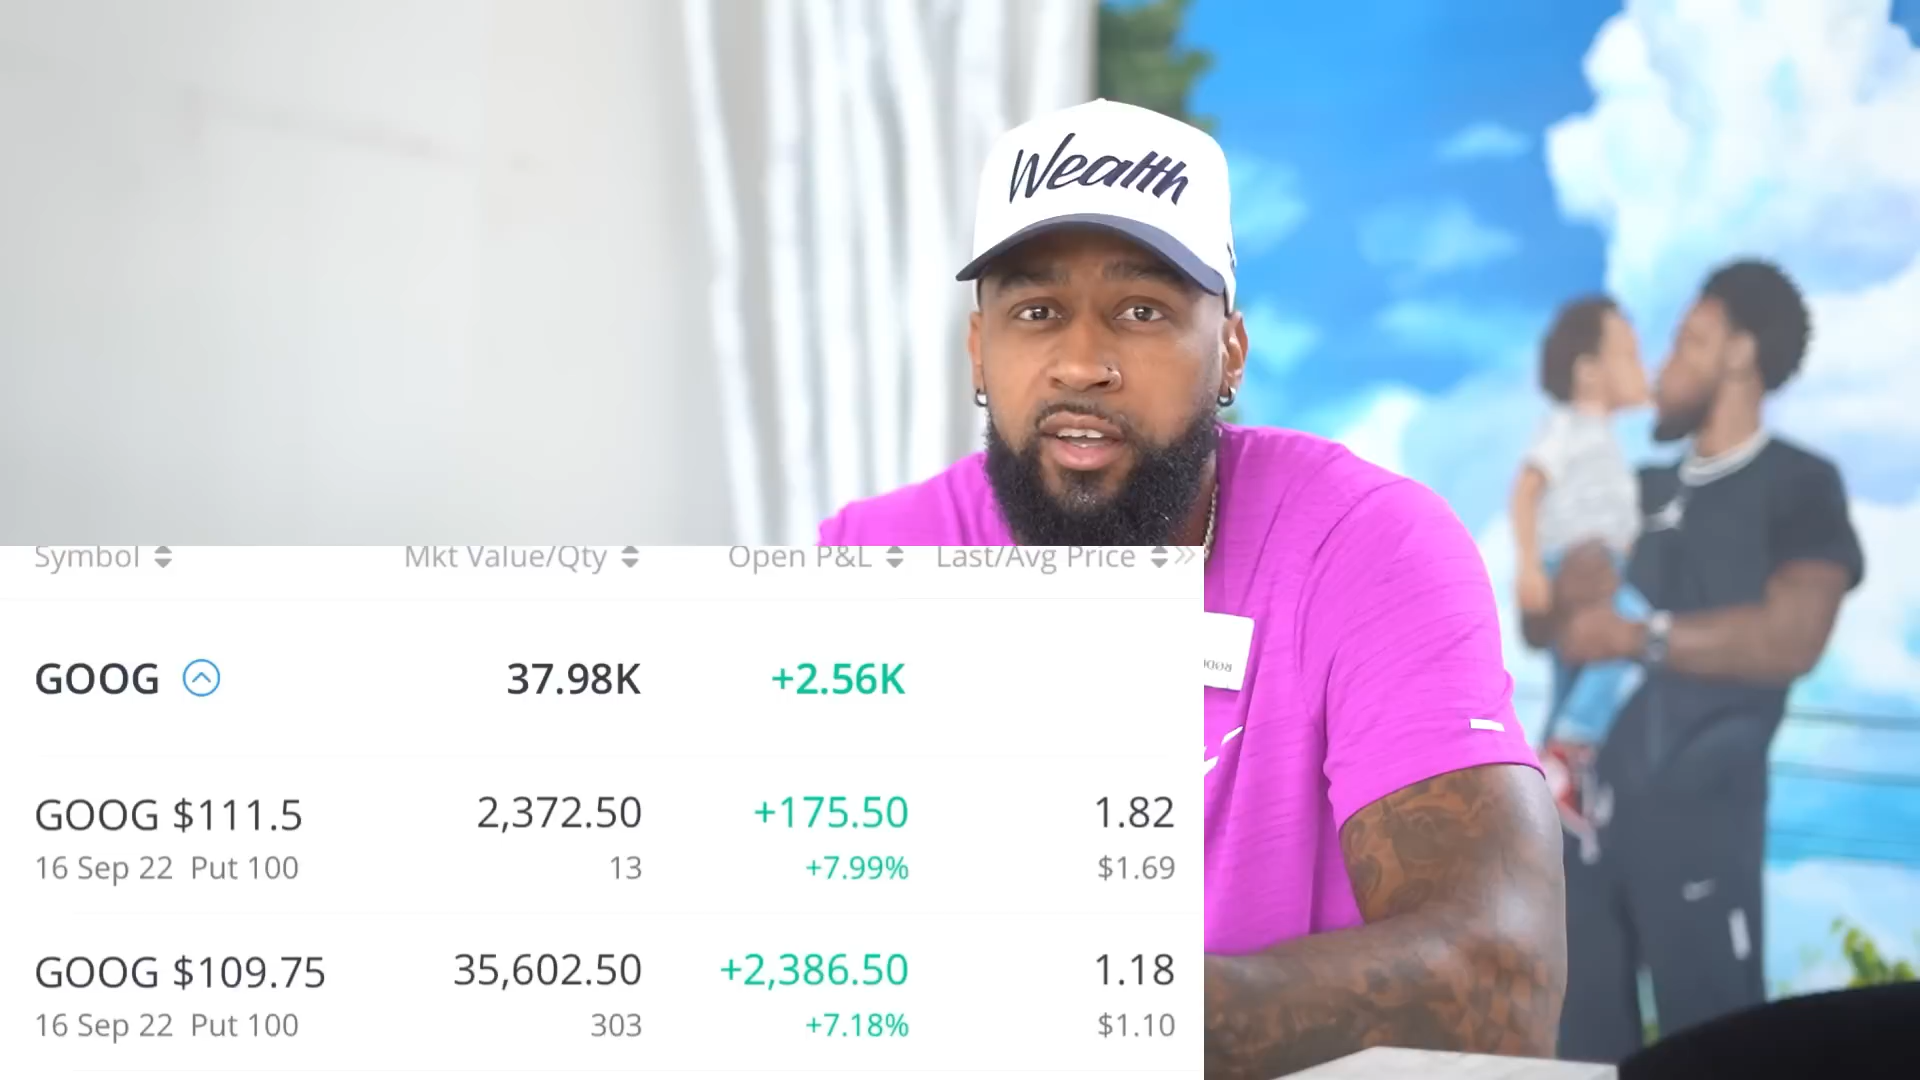 Wealth
Symbol Mkt Value/Qty Open P&L Last/Avg Price
GOOG 37.98K +2.56K
GOOG $111.5 2,372.50 +175.50 1.82
16 Sep 22 Put 100 13 +7.99% $1.69
GOOG $109.75 35,602.50 +2,386.50 1.18
16 Sep 22 Put 100 303 +7.18% $1.10